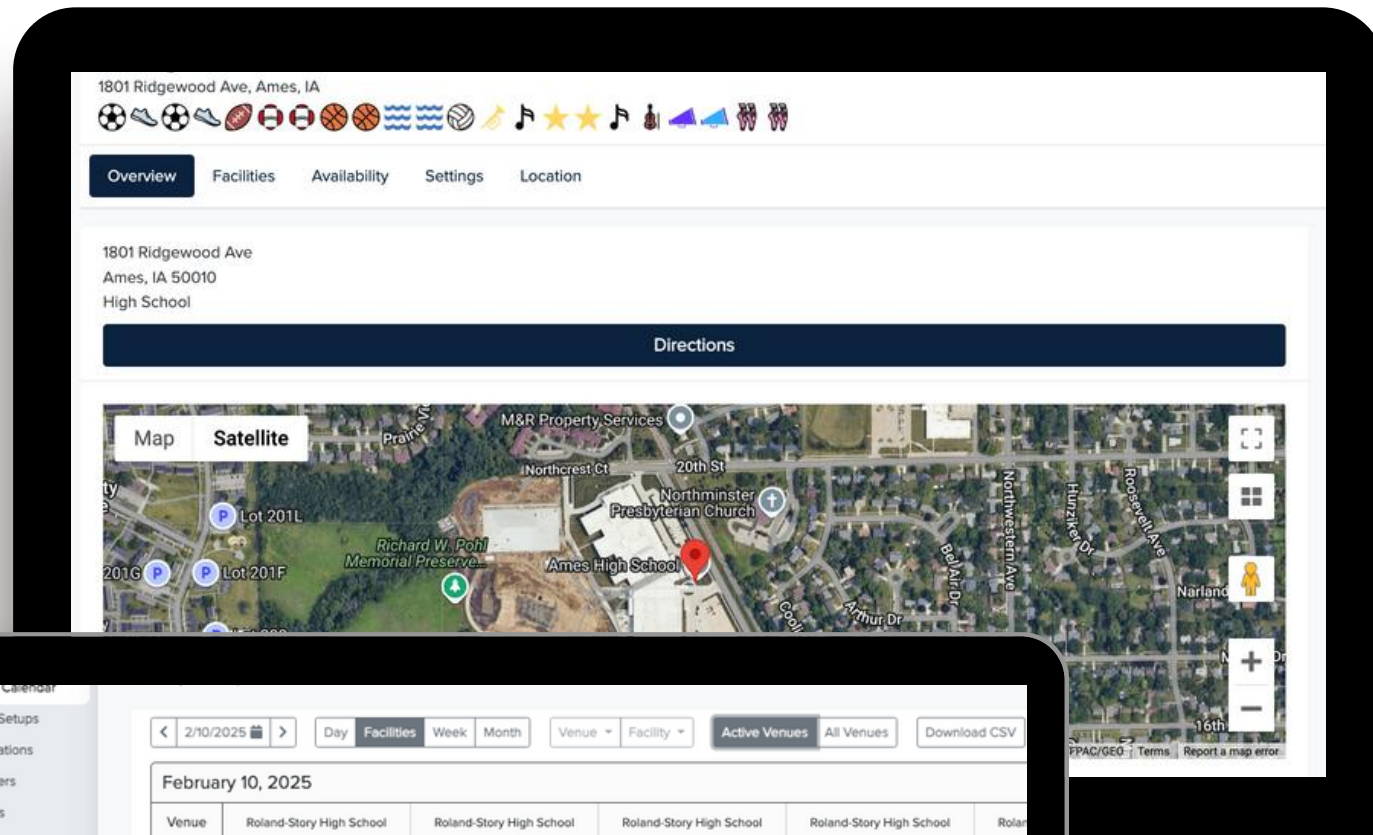 1801 Ridgewood Ave, Ames, IA
Overview Facilities Availability Settings Location
1801 Ridgewood Ave
Ames, IA 50010
High School
Directions
Map Satellite
M&R Property Services
Northcrest Ct
20th St
Northminster
Presbyterian Church
P Lot 201L
Richard W. Pohl
Memorial Preserve...
Ames High School
201G P
P Lot 201F
Northwestern Ave
Hunziker Dr
Roosevelt Ave
Bel Air Dr
Arthur Dr
Narland
16th
Terms Report a map error
Calendar
Setups
< 2/10/2025 >
Day Facilities Week Month
Venue Facility
Active Venues All Venues
Download CSV
February 10, 2025
Venue Roland-Story High School Roland-Story High School Roland-Story High School Roland-Story High School